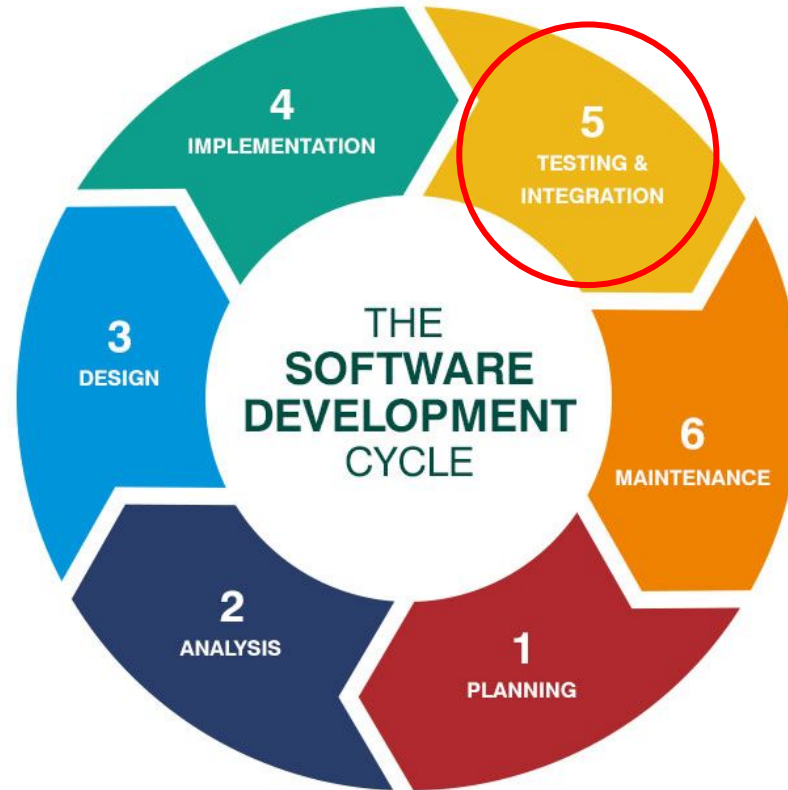 THE
SOFTWARE
DEVELOPMENT
CYCLE
1
PLANNING
2
ANALYSIS
3
DESIGN
4
IMPLEMENTATION
5
TESTING &
INTEGRATION
6
MAINTENANCE